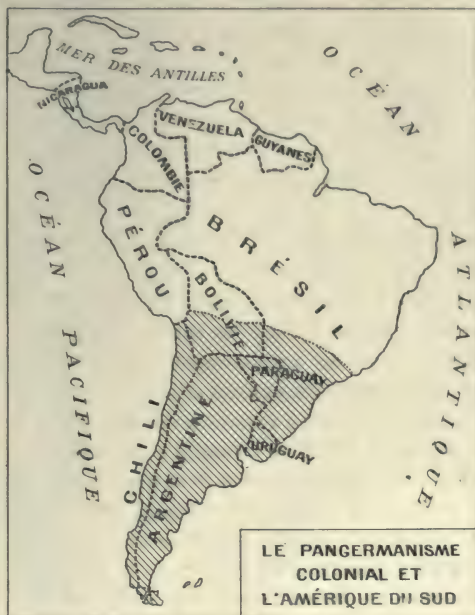 MER DES ANTILLES
OCÉAN
ATLANTIQUE
NICARAGUA
VENEZUELA
GUYANES
COLOMBIE
OCÉAN PACIFIQUE
PÉROU
BRÉSIL
BOLIVIE
PARAGUAY
CHILI
ARGENTINE
URUGUAY
LE PANGERMANISME
COLONIAL ET
L'AMÉRIQUE DU SUD